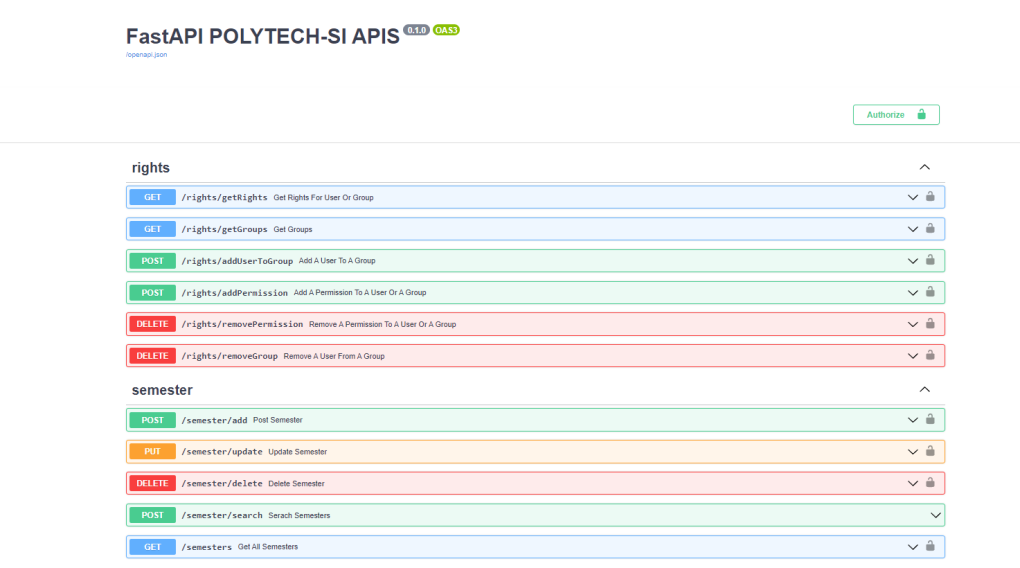 FastAPI POLYTECH-SI APIS 0.1.0 OAS3
/openapi.json
Authorize
rights
GET /rights/getRights Get Rights For User Or Group
GET /rights/getGroups Get Groups
POST /rights/addUserToGroup Add A User To A Group
POST /rights/addPermission Add A Permission To A User Or A Group
DELETE /rights/removePermission Remove A Permission To A User Or A Group
DELETE /rights/removeGroup Remove A User From A Group
semester
POST /semester/add Post Semester
PUT /semester/update Update Semester
DELETE /semester/delete Delete Semester
POST /semester/search Serach Semesters
GET /semesters Get All Semesters